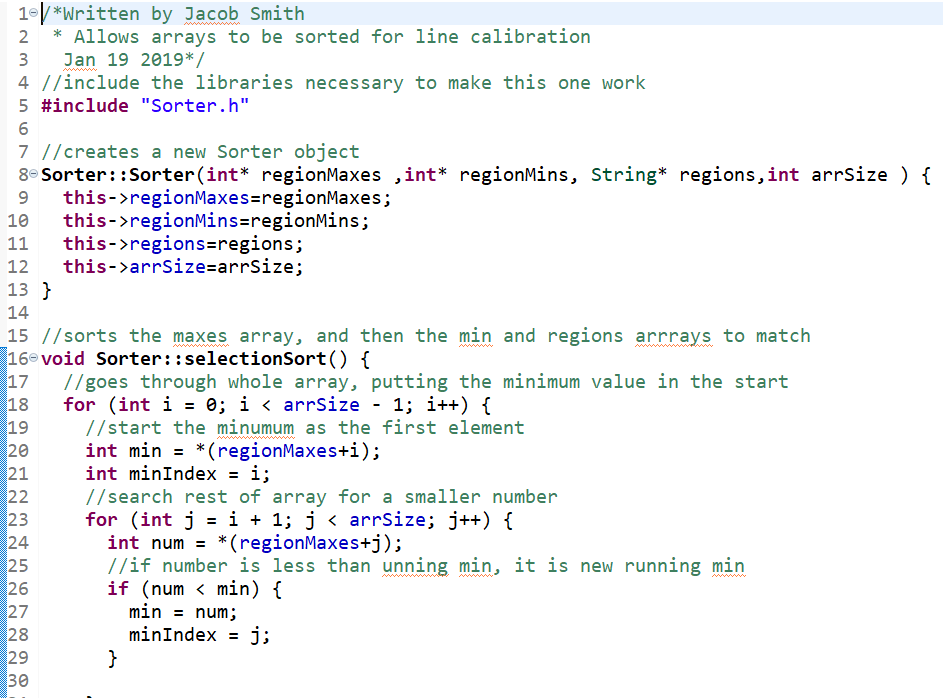 1 /*Written by Jacob Smith
2  * Allows arrays to be sorted for line calibration
3   Jan 19 2019*/
4 //include the libraries necessary to make this one work
5 #include "Sorter.h"
6
7 //creates a new Sorter object
8 Sorter::Sorter(int* regionMaxes ,int* regionMins, String* regions,int arrSize ) {
9   this->regionMaxes=regionMaxes;
10   this->regionMins=regionMins;
11   this->regions=regions;
12   this->arrSize=arrSize;
13 }
14
15 //sorts the maxes array, and then the min and regions arrrays to match
16 void Sorter::selectionSort() {
17   //goes through whole array, putting the minimum value in the start
18   for (int i = 0; i < arrSize - 1; i++) {
19     //start the minumum as the first element
20     int min = *(regionMaxes+i);
21     int minIndex = i;
22     //search rest of array for a smaller number
23     for (int j = i + 1; j < arrSize; j++) {
24       int num = *(regionMaxes+j);
25       //if number is less than unning min, it is new running min
26       if (num < min) {
27         min = num;
28         minIndex = j;
29       }
30